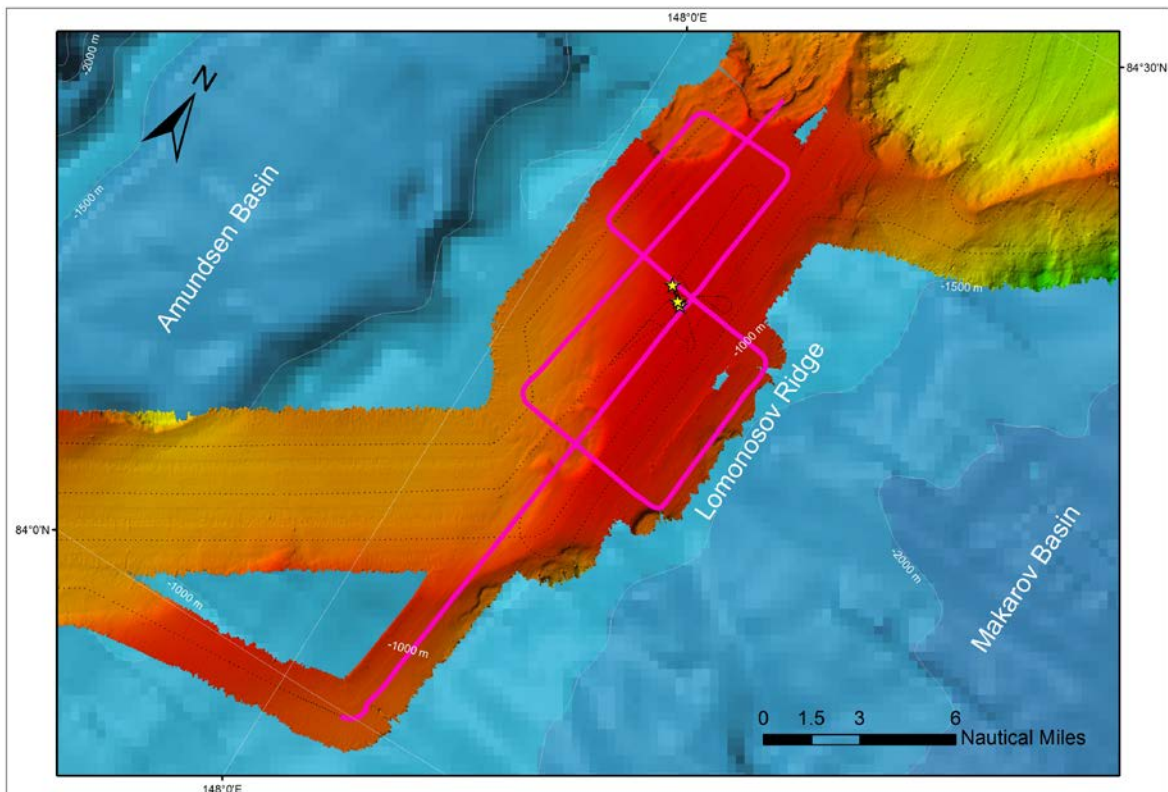 148°0'E
84°30'N
-2000 m
N
-1500 m
Amundsen Basin
-1500 m
-1000 m
Lomonosov Ridge
84°0'N
-2000 m
-1000 m
-1000 m
Makarov Basin
0 1.5 3 6
Nautical Miles
148°0'E